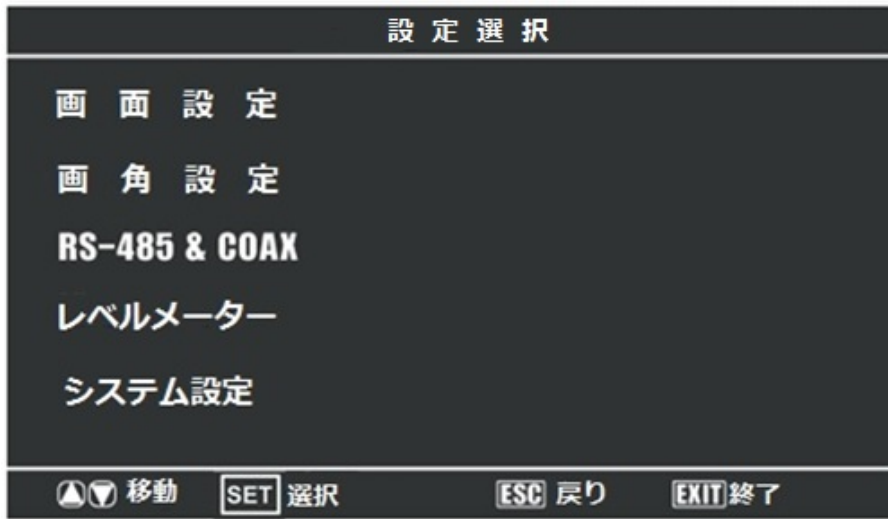 設定選択
画面設定
画角設定
RS-485 & COAX
レベルメーター
システム設定
▲▼移動 SET 選択 ESC 戻り EXIT 終了